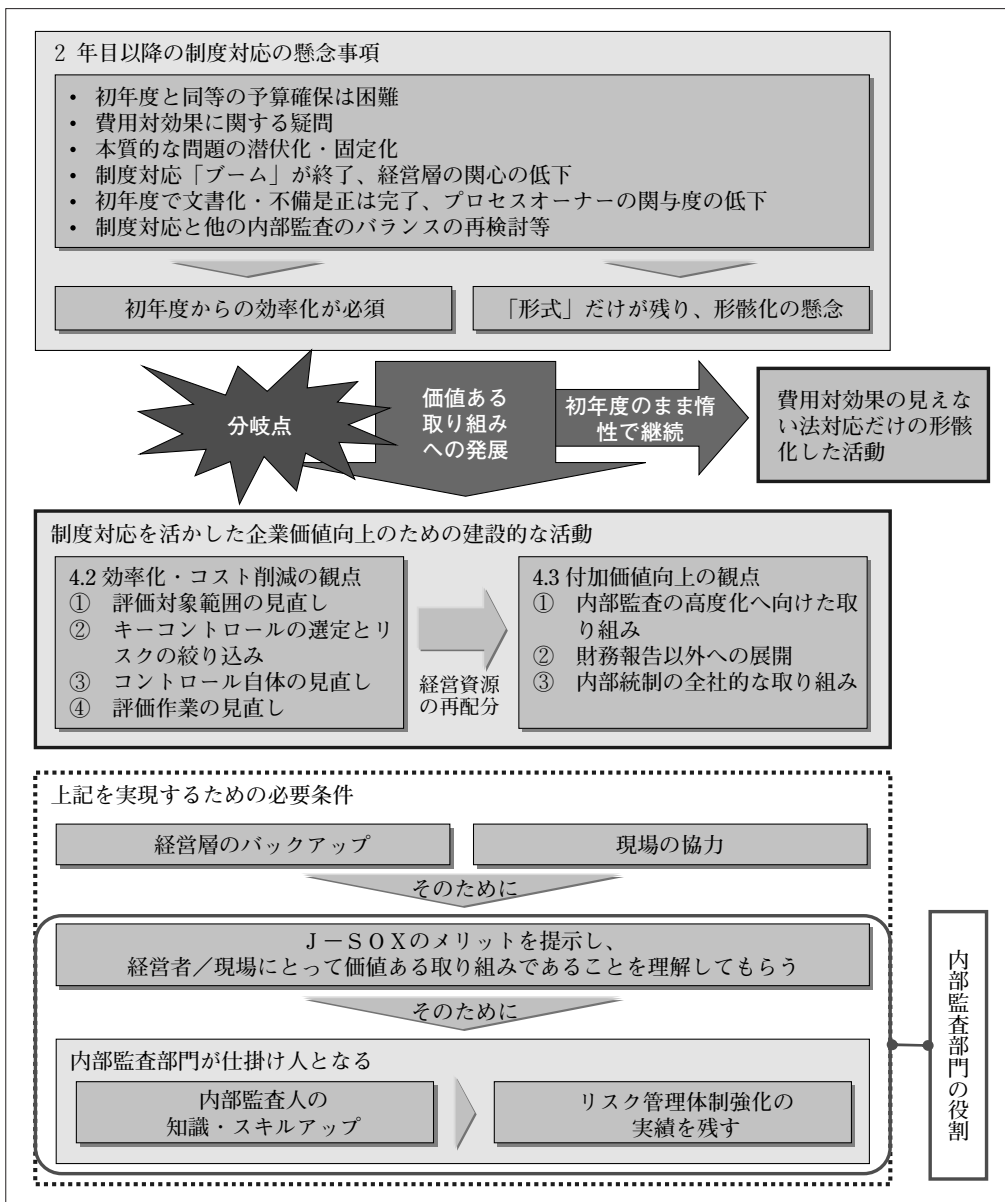 2 年目以降の制度対応の懸念事項
• 初年度と同等の予算確保は困難
• 費用対効果に関する疑問
• 本質的な問題の潜伏化・固定化
• 制度対応「ブーム」が終了、経営層の関心の低下
• 初年度で文書化・不備是正は完了、プロセスオーナーの関与度の低下
• 制度対応と他の内部監査のバランスの再検討等
初年度からの効率化が必須
「形式」だけが残り、形骸化の懸念
分岐点
価値ある
取り組み
への発展
初年度のまま惰
性で継続
費用対効果の見えな
い法対応だけの形骸
化した活動
制度対応を活かした企業価値向上のための建設的な活動
4.2 効率化・コスト削減の観点
① 評価対象範囲の見直し
② キーコントロールの選定とリ
スクの絞り込み
③ コントロール自体の見直し
④ 評価作業の見直し
経営資源
の再配分
4.3 付加価値向上の観点
① 内部監査の高度化へ向けた取
り組み
② 財務報告以外への展開
③ 内部統制の全社的な取り組み
上記を実現するための必要条件
経営層のバックアップ
現場の協力
そのために
J－SOXのメリットを提示し、
経営者／現場にとって価値ある取り組みであることを理解してもらう
そのために
内部監査部門が仕掛け人となる
内部監査人の
知識・スキルアップ
リスク管理体制強化の
実績を残す
内部監査部門の役割